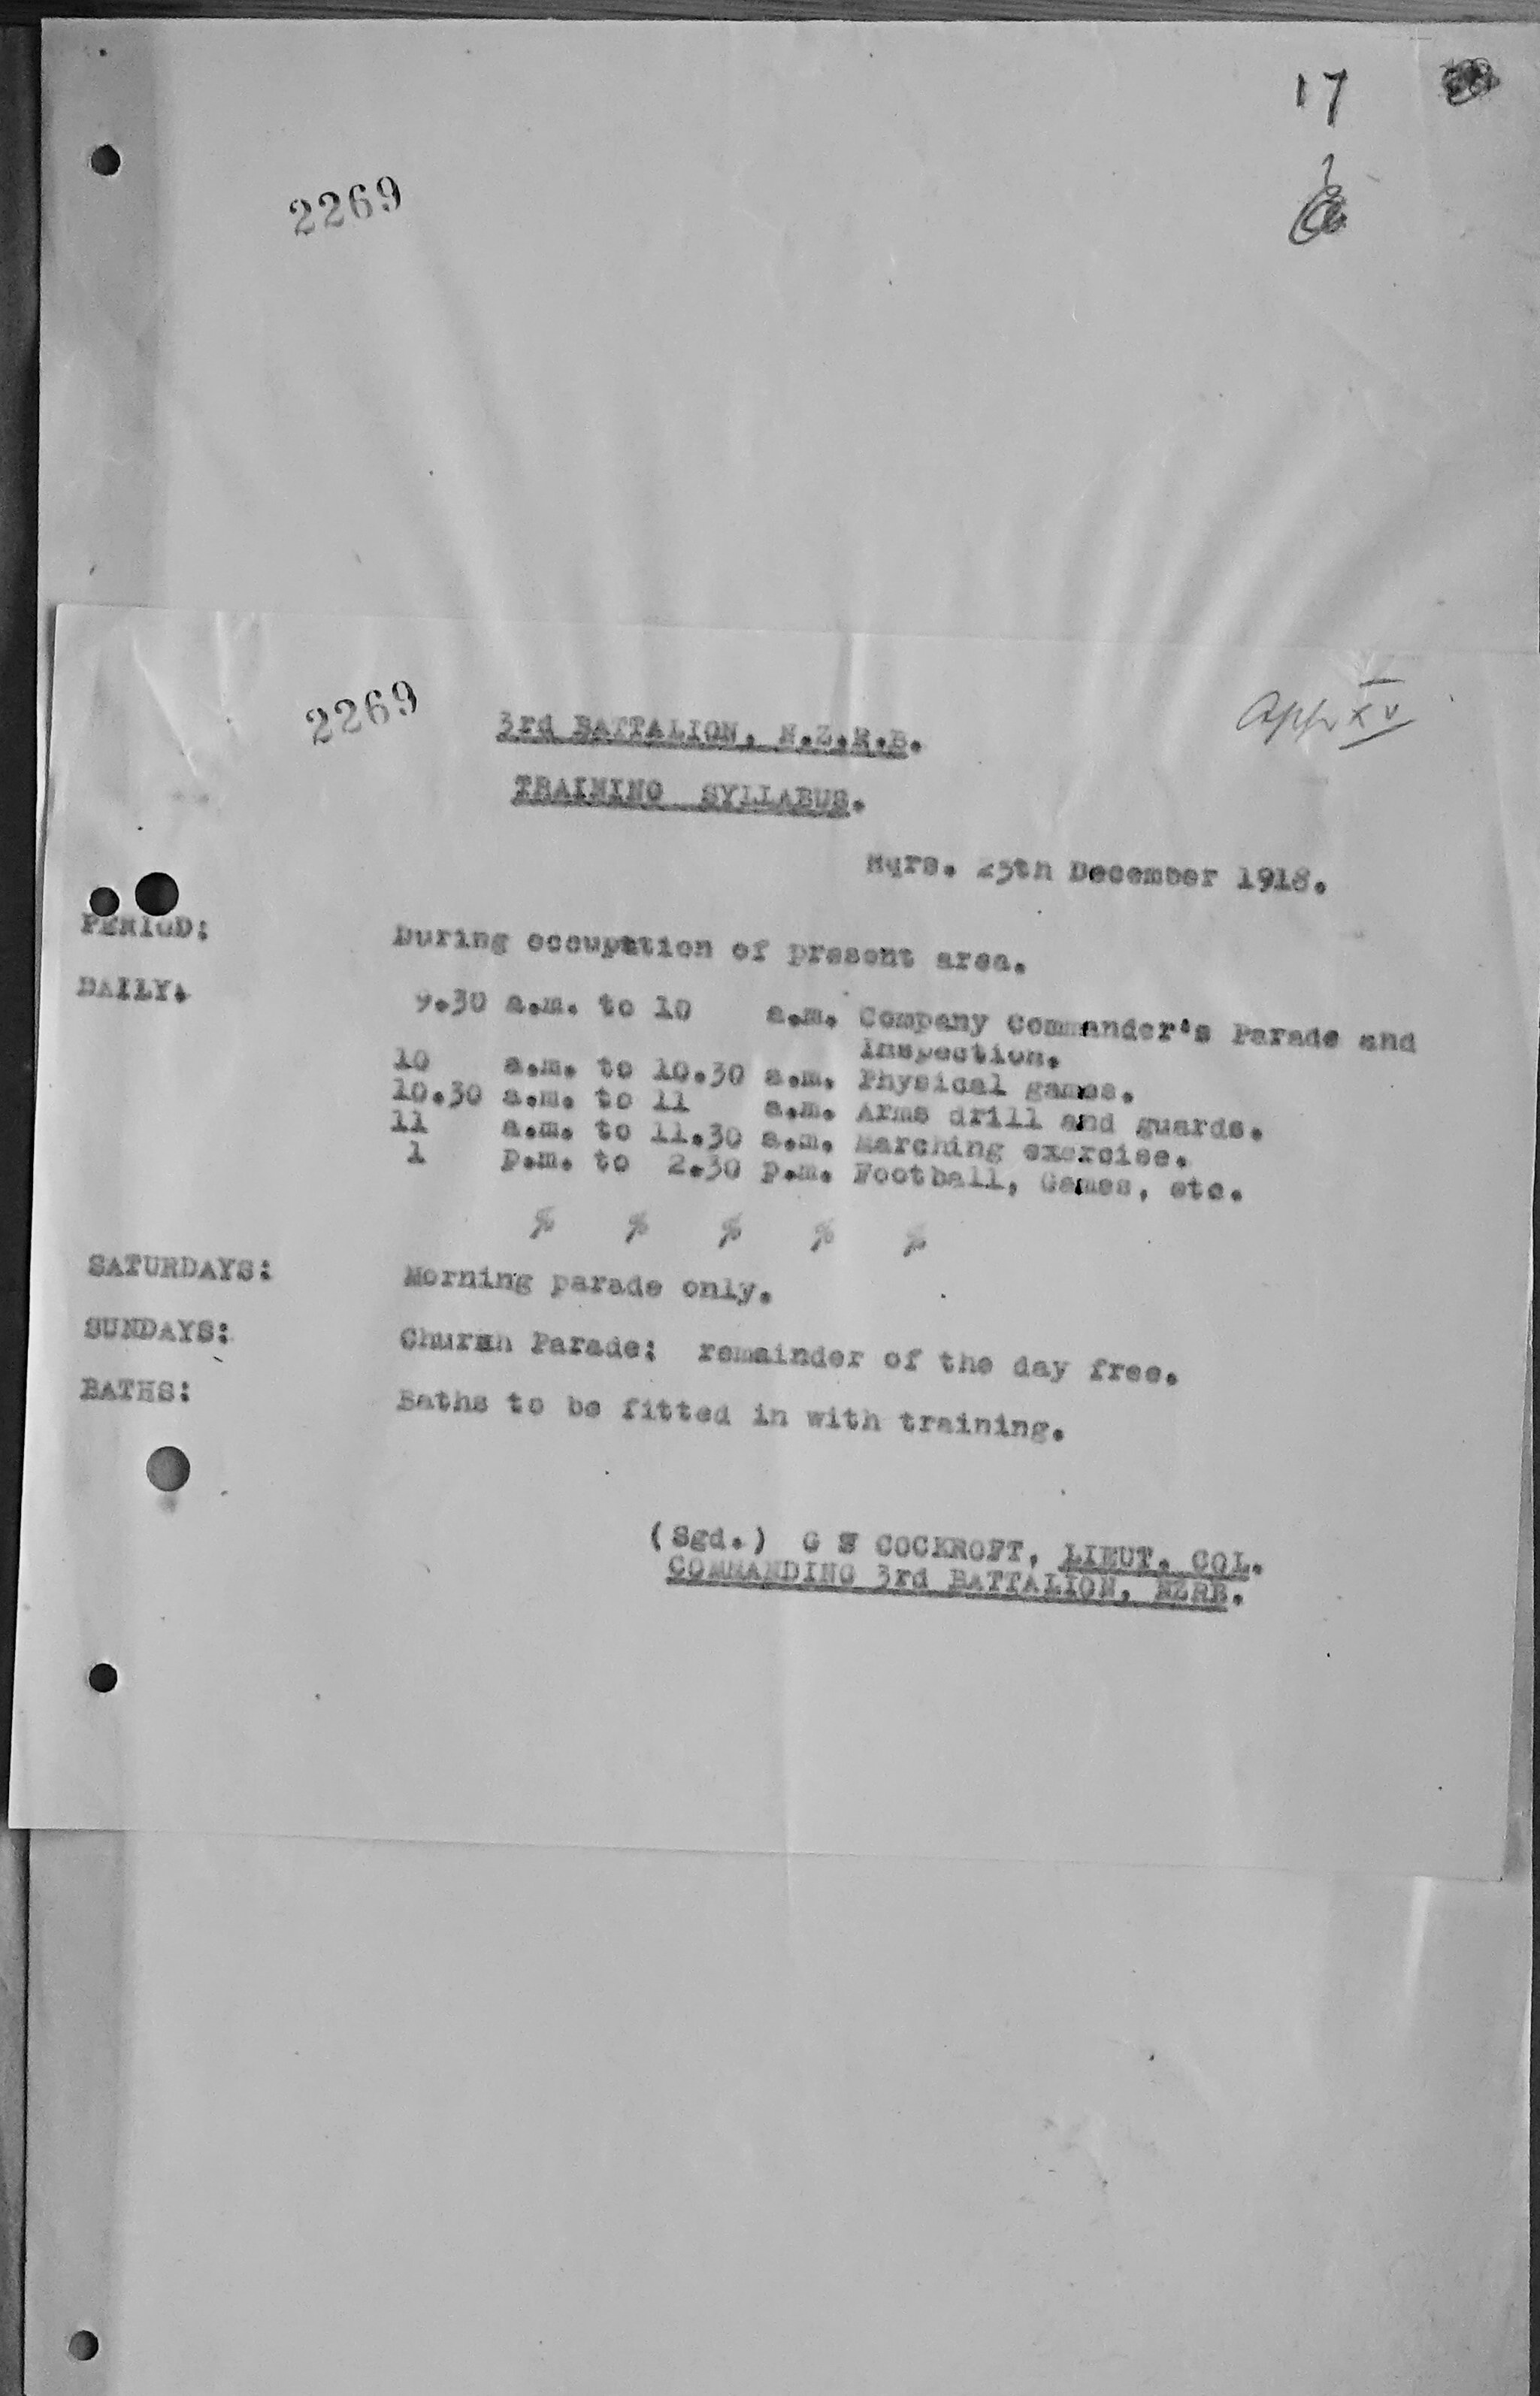 17
2269
2269
App XV
3rd BATTALION, N.Z.R.B.
TRAINING SYLLABUS.
Hqrs. 25th December 1918.
PERIOD: During occupation of present area.
DAILY. 9.30 a.m. to 10 a.m. Company Commander's Parade and
Inspection.
10 a.m. to 10.30 a.m. Physical games.
10.30 a.m. to 11 a.m. Arms drill and guards.
11 a.m. to 11.30 a.m. Marching exercise.
1 p.m. to 2.30 p.m. Football, Games, etc.
% % % % %
SATURDAYS: Morning parade only.
SUNDAYS: Church Parade: remainder of the day free.
BATHS: Baths to be fitted in with training.
(Sgd.) G COCKROFT, LIEUT. COL.
COMMANDING 3rd BATTALION, NZRB.